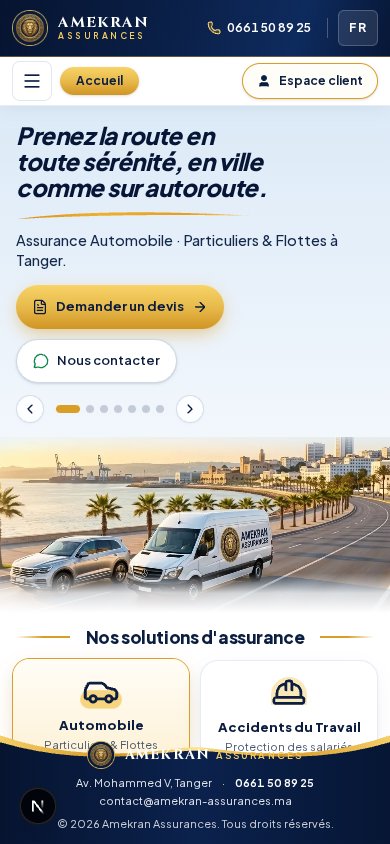 AMEKRAN
ASSURANCES
0661 50 89 25
FR
Accueil
Espace client
Prenez la route en
toute sérénité, en ville
comme sur autoroute.
Assurance Automobile · Particuliers & Flottes à
Tanger.
Demander un devis
Nous contacter
AMEKRAN
ASSURANCES
Nos solutions d'assurance
Automobile
Accidents du Travail
Particuliers & Flottes
Protection des salariés
AMEKRAN ASSURANCES
Av. Mohammed V, Tanger · 0661 50 89 25
contact@amekran-assurances.ma
N
© 2026 Amekran Assurances. Tous droits réservés.